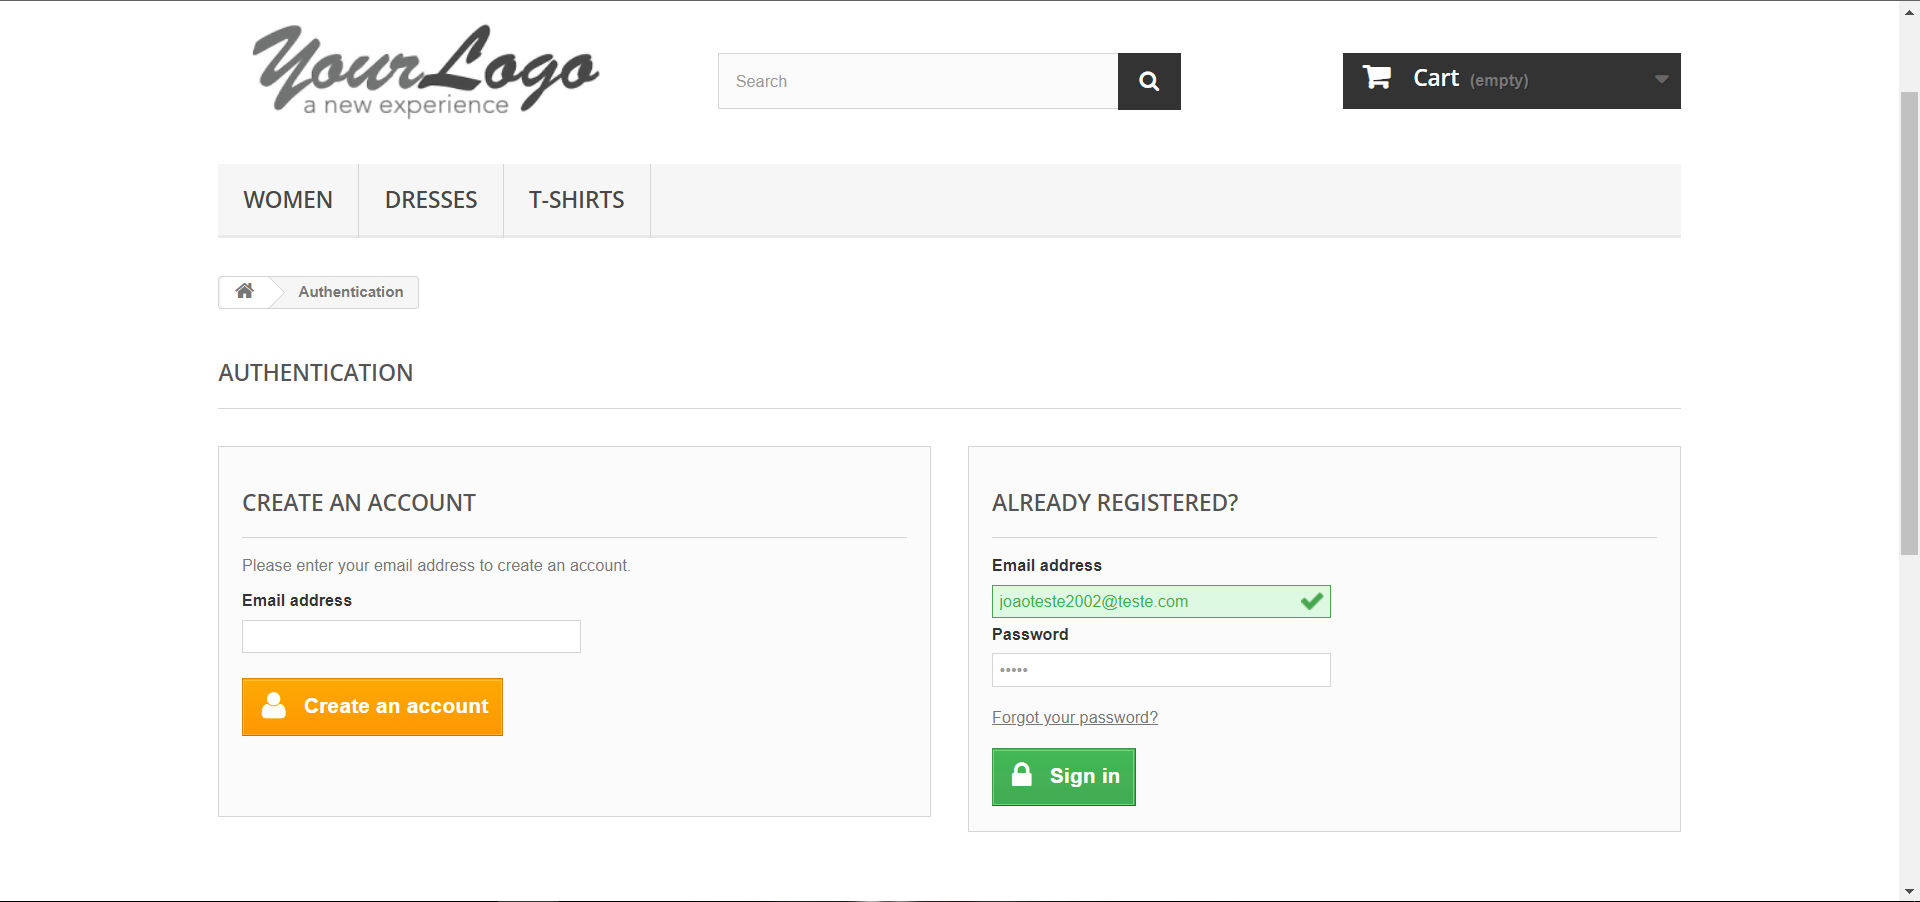 YourLogo
a new experience
Search
Cart (empty)
WOMEN DRESSES T-SHIRTS
Authentication
AUTHENTICATION
CREATE AN ACCOUNT
Please enter your email address to create an account.
Email address
Create an account
ALREADY REGISTERED?
Email address
joaoteste2002@teste.com
Password
•••••
Forgot your password?
Sign in